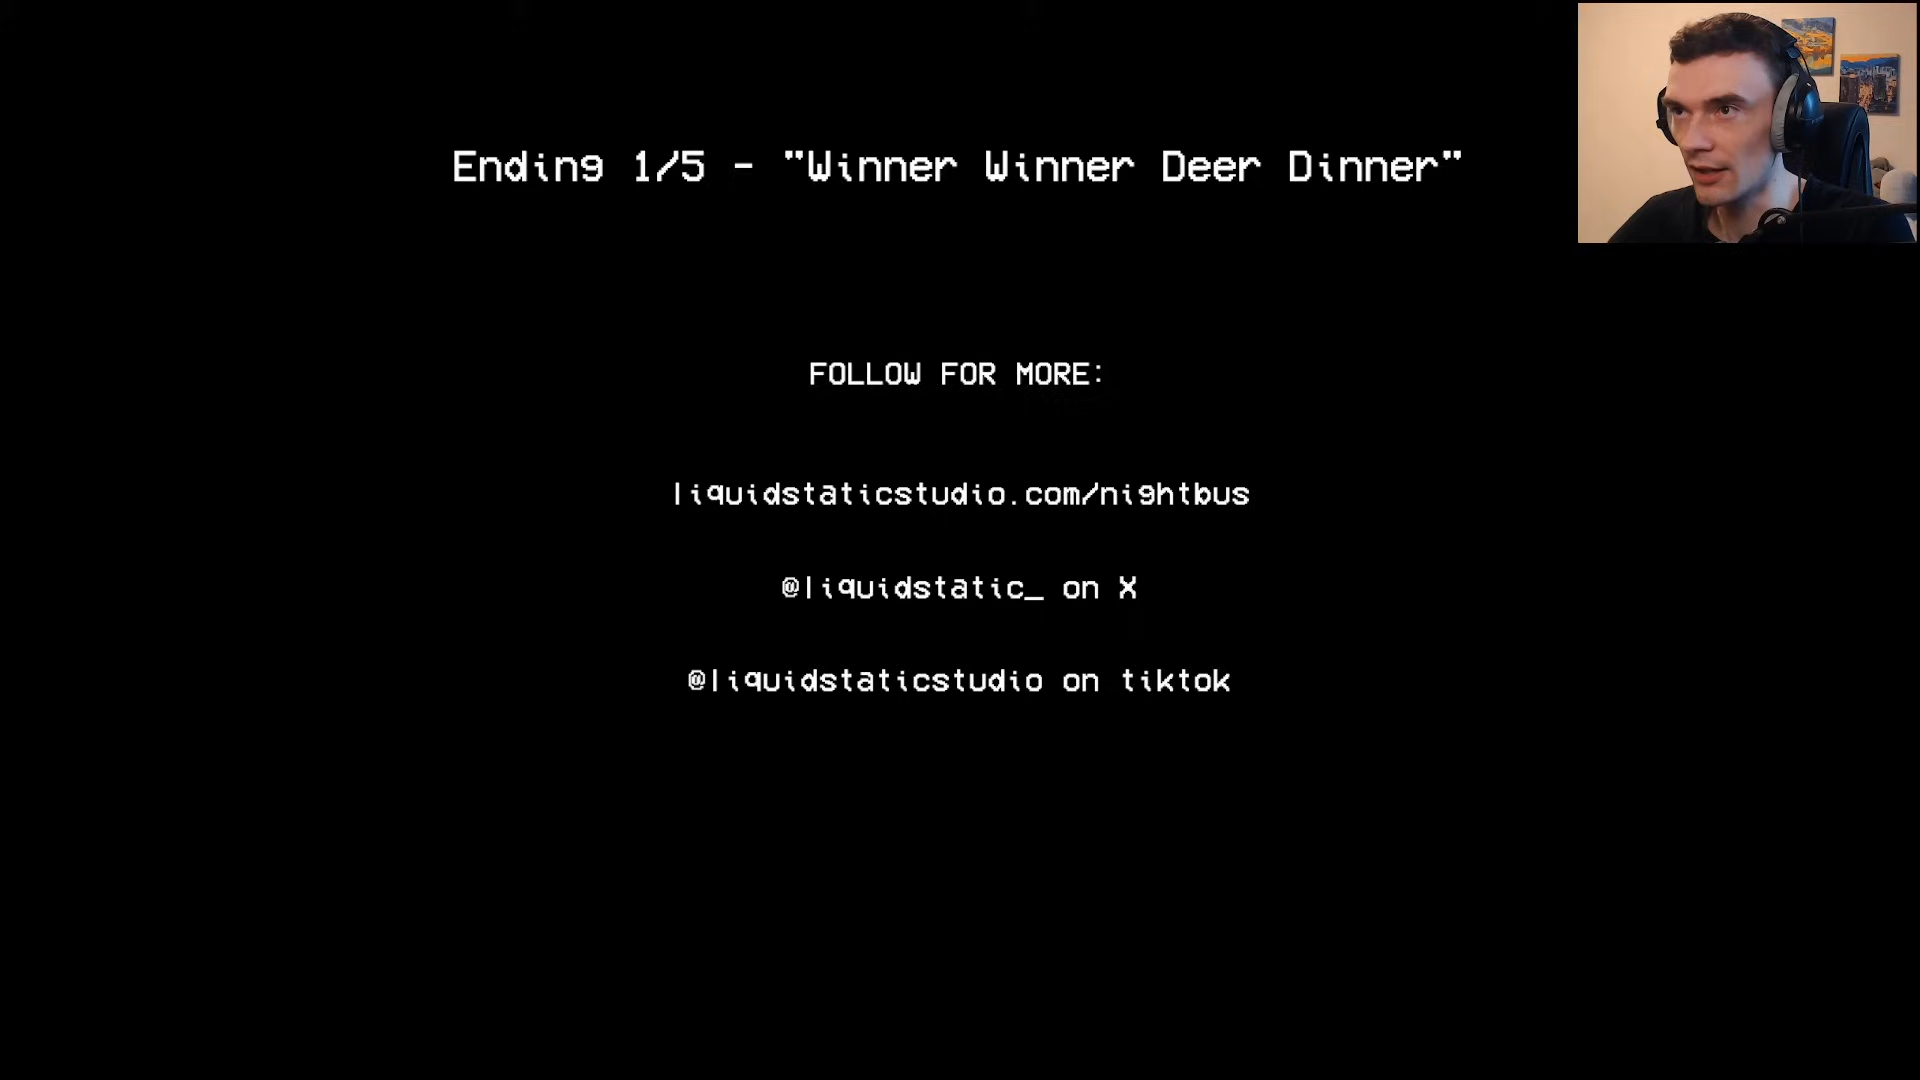 Ending 1/5 - "Winner Winner Deer Dinner"
FOLLOW FOR MORE:
liquidstaticstudio.com/nightbus
@liquidstatic_ on X
@liquidstaticstudio on tiktok